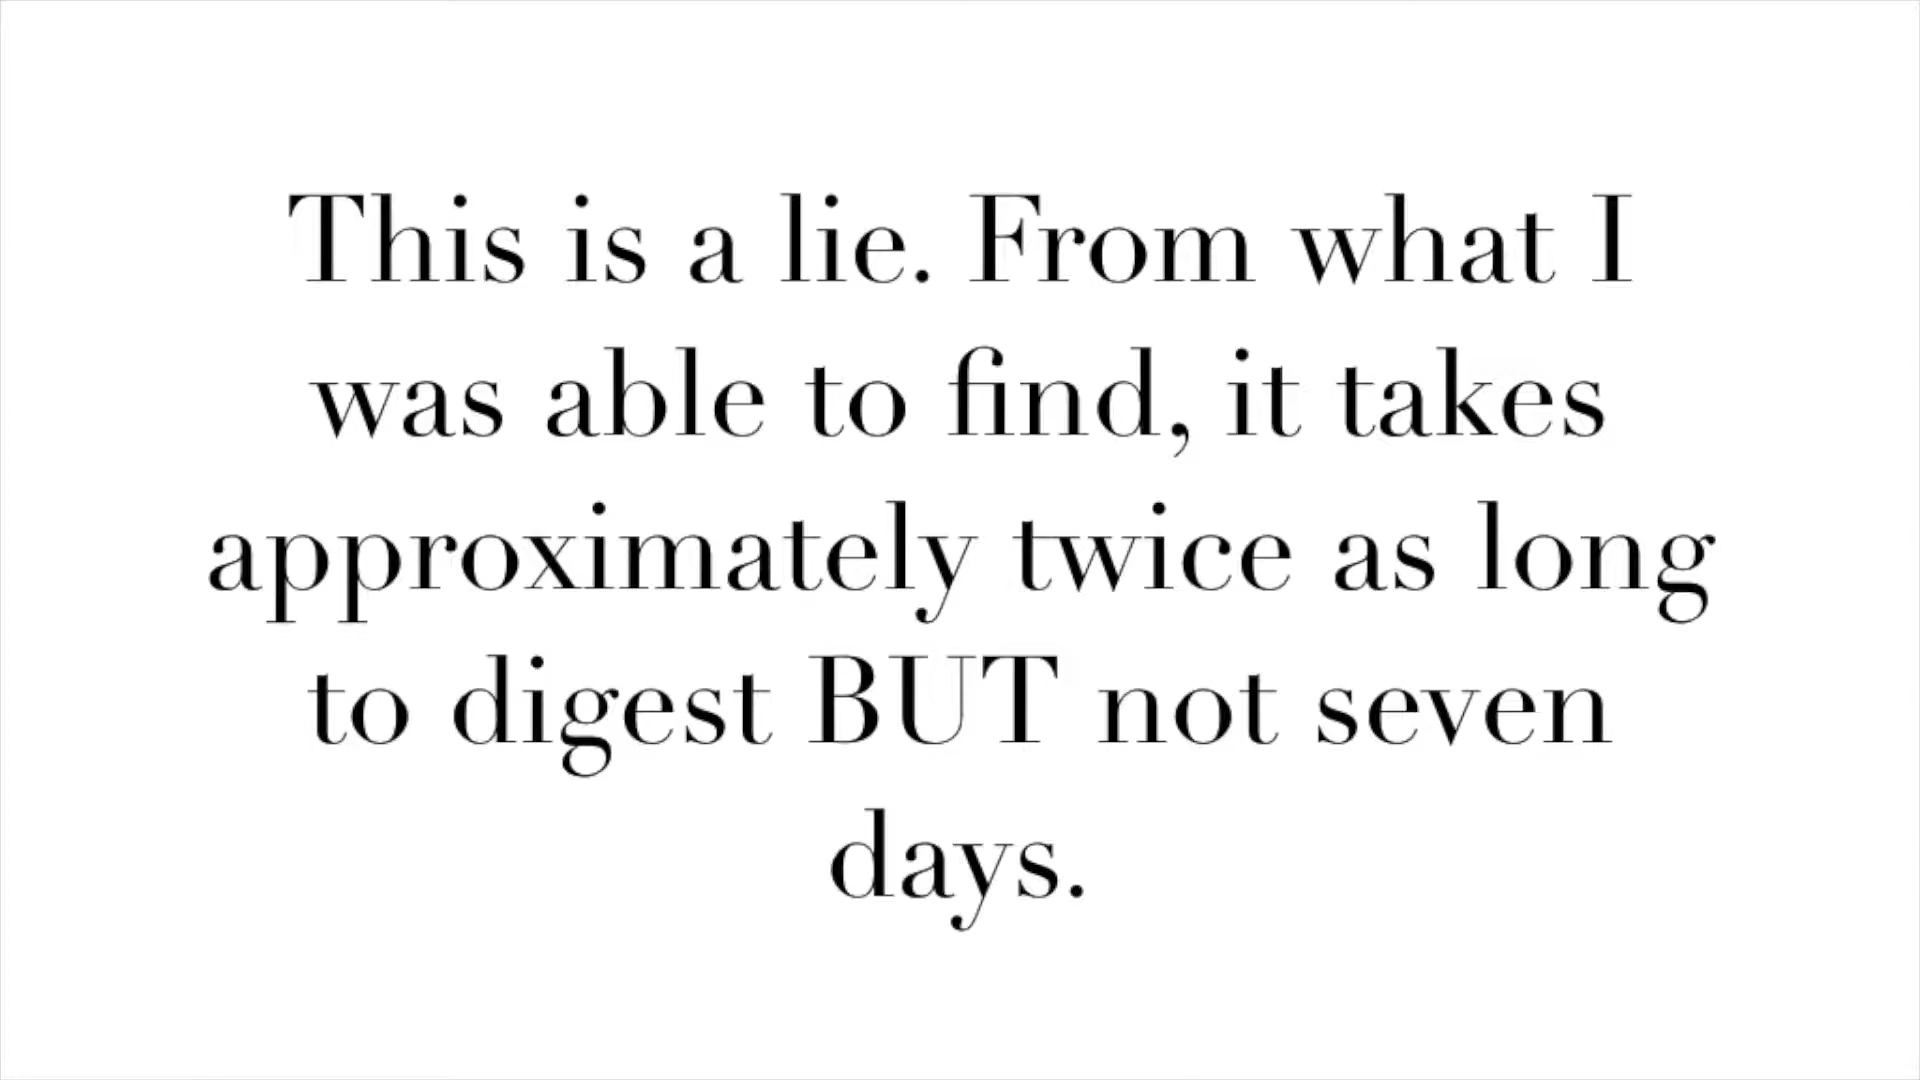 This is a lie. From what I
was able to find, it takes
approximately twice as long
to digest BUT not seven
days.